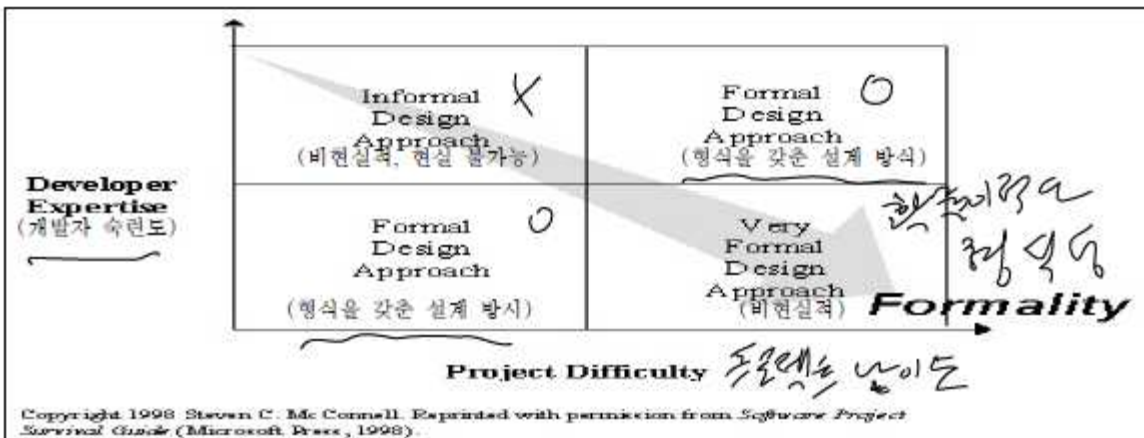 Informal
Design
Approach
(비현실적, 현실 불가능)
X
Formal
Design
Approach
(형식을 갖춘 설계 방식)
O
Developer
Expertise
(개발자 숙련도)
Formal
Design
Approach
(형식을 갖춘 설계 방시)
O
Very
Formal
Design
Approach
(비현실적)
형식성
Formality
Project Difficulty
프로젝트 난이도
Copyright 1998 Steven C. Mc Connell. Reprinted with permission from Software Project
Survival Guide (Microsoft Press, 1998).